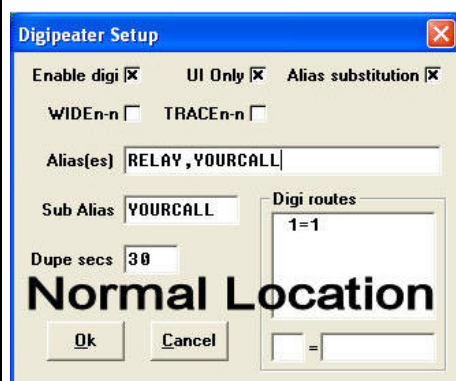 Digipeater Setup
Enable digi UI Only Alias substitution
WIDEn-n TRACEn-n
Alias(es) RELAY,YOURCALL
Sub Alias YOURCALL
Digi routes
1=1
Dupe secs 30
Normal Location
Ok Cancel =